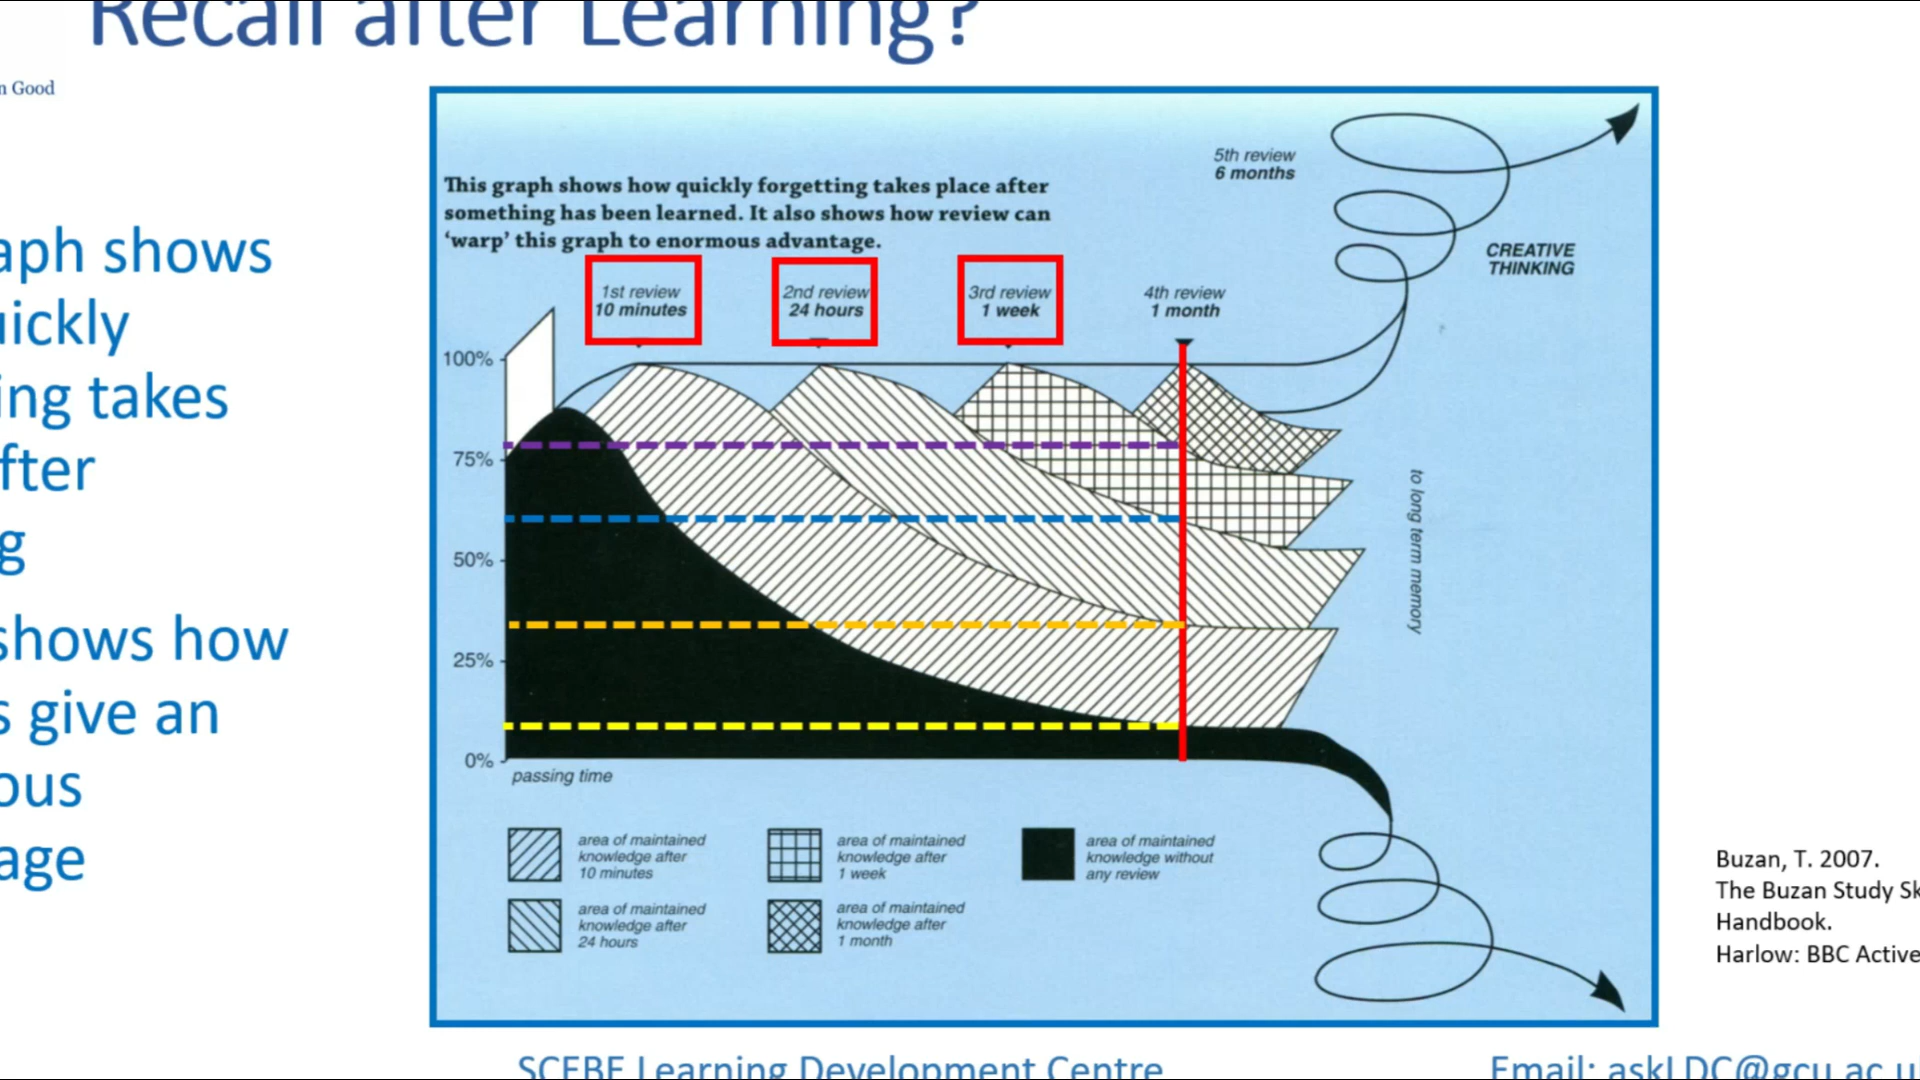 Recall after Learning?
n Good
aph shows
uickly
ing takes
fter
g
shows how
s give an
ous
age
This graph shows how quickly forgetting takes place after
something has been learned. It also shows how review can
‘warp’ this graph to enormous advantage.
1st review
10 minutes
2nd review
24 hours
3rd review
1 week
4th review
1 month
5th review
6 months
CREATIVE
THINKING
100%
75%
50%
25%
0%
passing time
to long term memory
area of maintained
knowledge after
10 minutes
area of maintained
knowledge after
24 hours
area of maintained
knowledge after
1 week
area of maintained
knowledge after
1 month
area of maintained
knowledge without
any review
Buzan, T. 2007.
The Buzan Study Sk
Handbook.
Harlow: BBC Active
SCEBE Learning Development Centre
Email: askLDC@gcu.ac.u